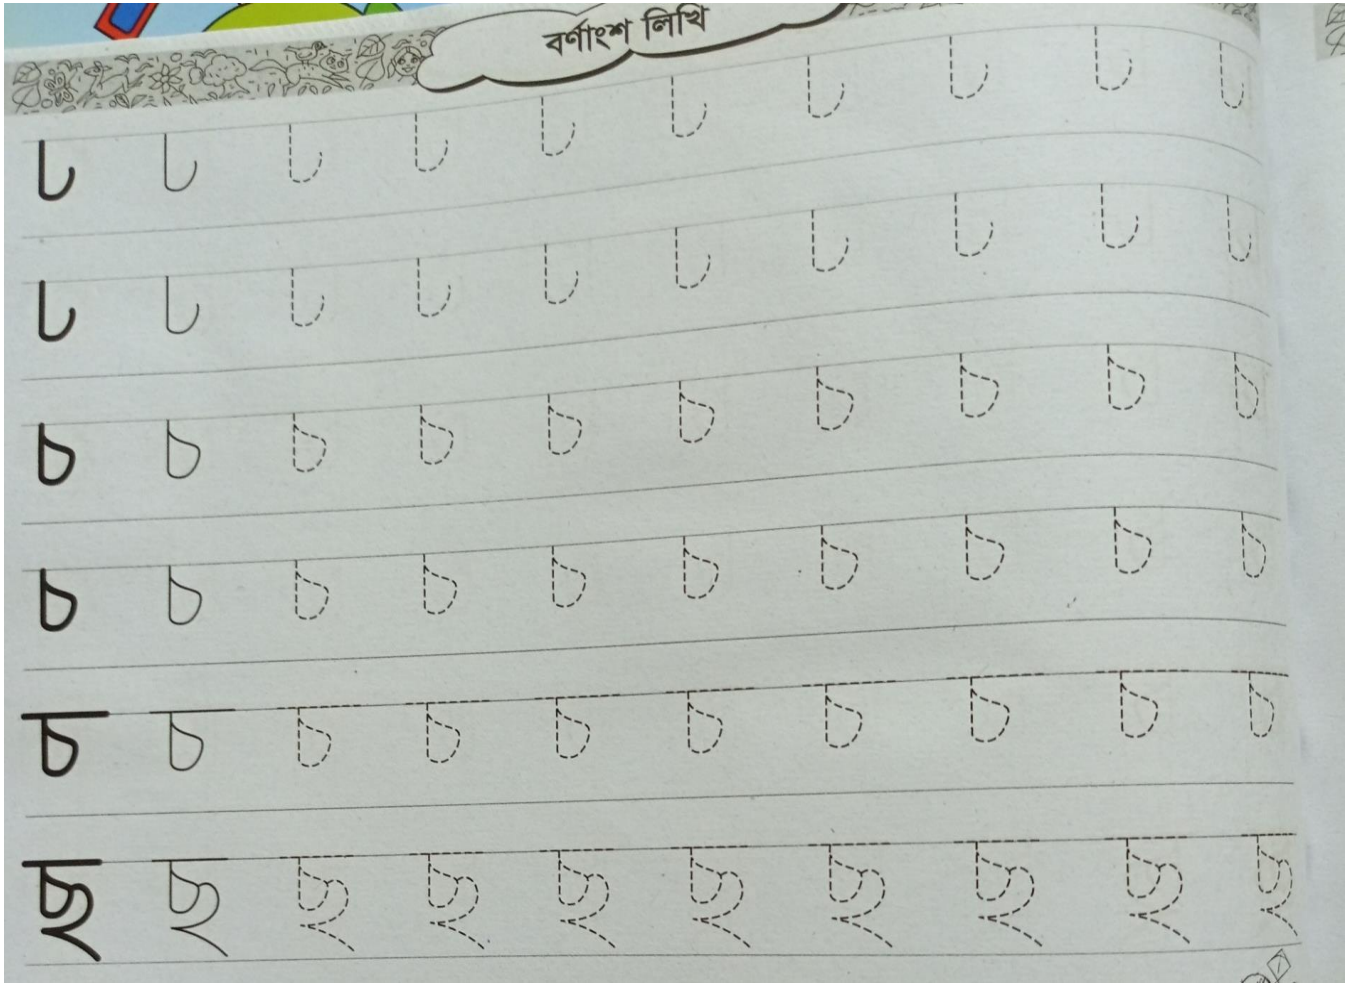 বর্ণাংশ লিখি
চ চ চ চ চ চ চ চ চ চ
ছ ছ ছ ছ ছ ছ ছ ছ ছ ছ